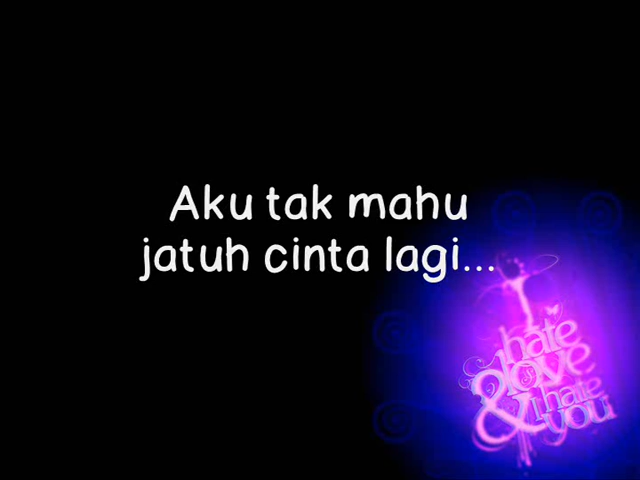 Aku tak mahu
jatuh cinta lagi...
I
hate
love
& I hate
you